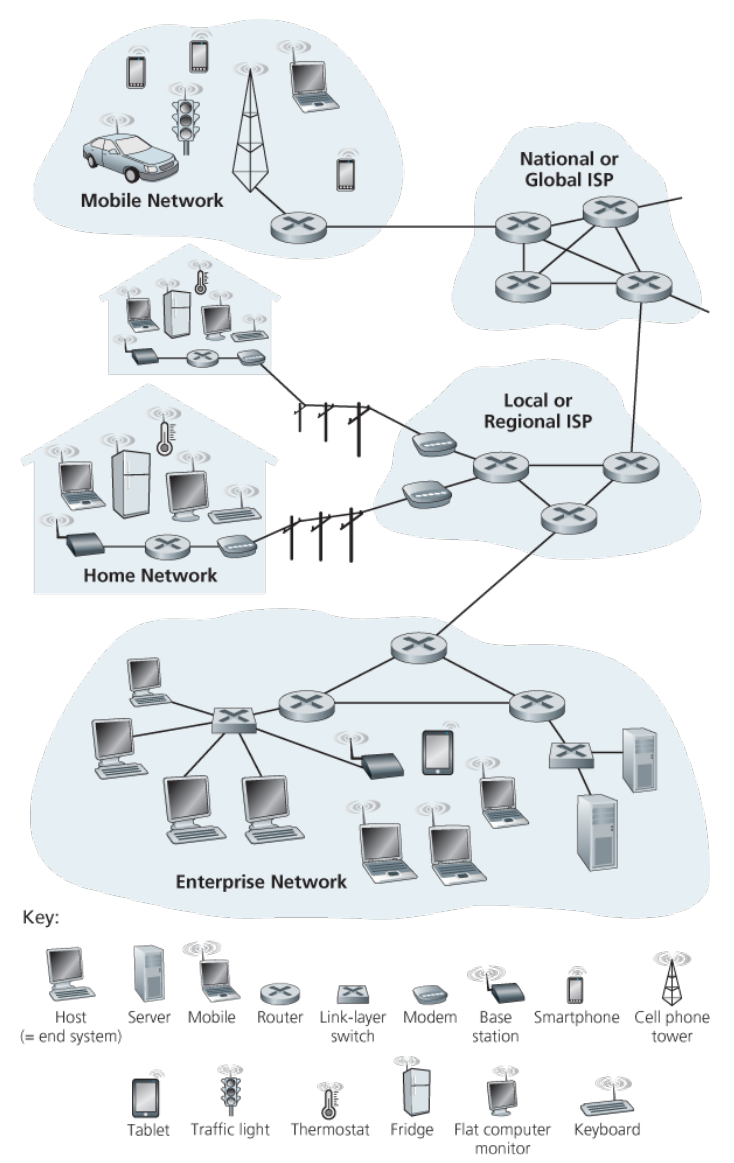 Mobile Network
National or
Global ISP
Local or
Regional ISP
Home Network
Enterprise Network
Key:
Host
(= end system)
Server
Mobile
Router
Link-layer
switch
Modem
Base
station
Smartphone
Cell phone
tower
Tablet
Traffic light
Thermostat
Fridge
Flat computer
monitor
Keyboard